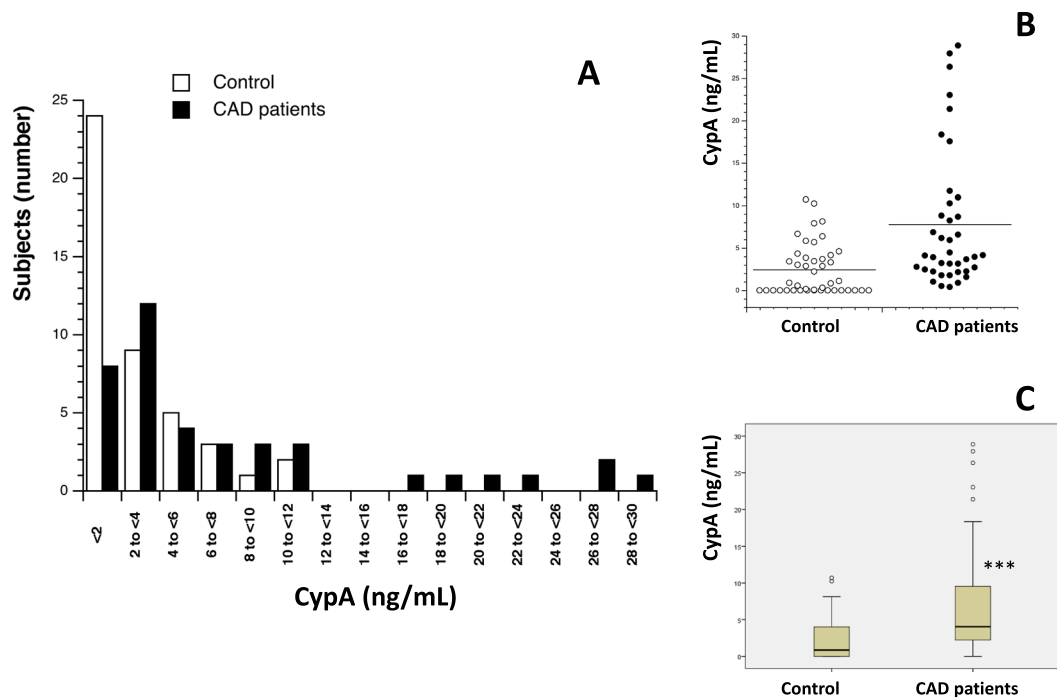 A
Control
CAD patients
Subjects (number)
25
20
15
10
5
0
<2
2 to <4
4 to <6
6 to <8
8 to <10
10 to <12
12 to <14
14 to <16
16 to <18
18 to <20
20 to <22
22 to <24
24 to <26
26 to <28
28 to <30
CypA (ng/mL)
B
CypA (ng/mL)
30
25
20
15
10
5
0
Control
CAD patients
C
CypA (ng/mL)
30
25
20
15
10
5
0
***
Control
CAD patients